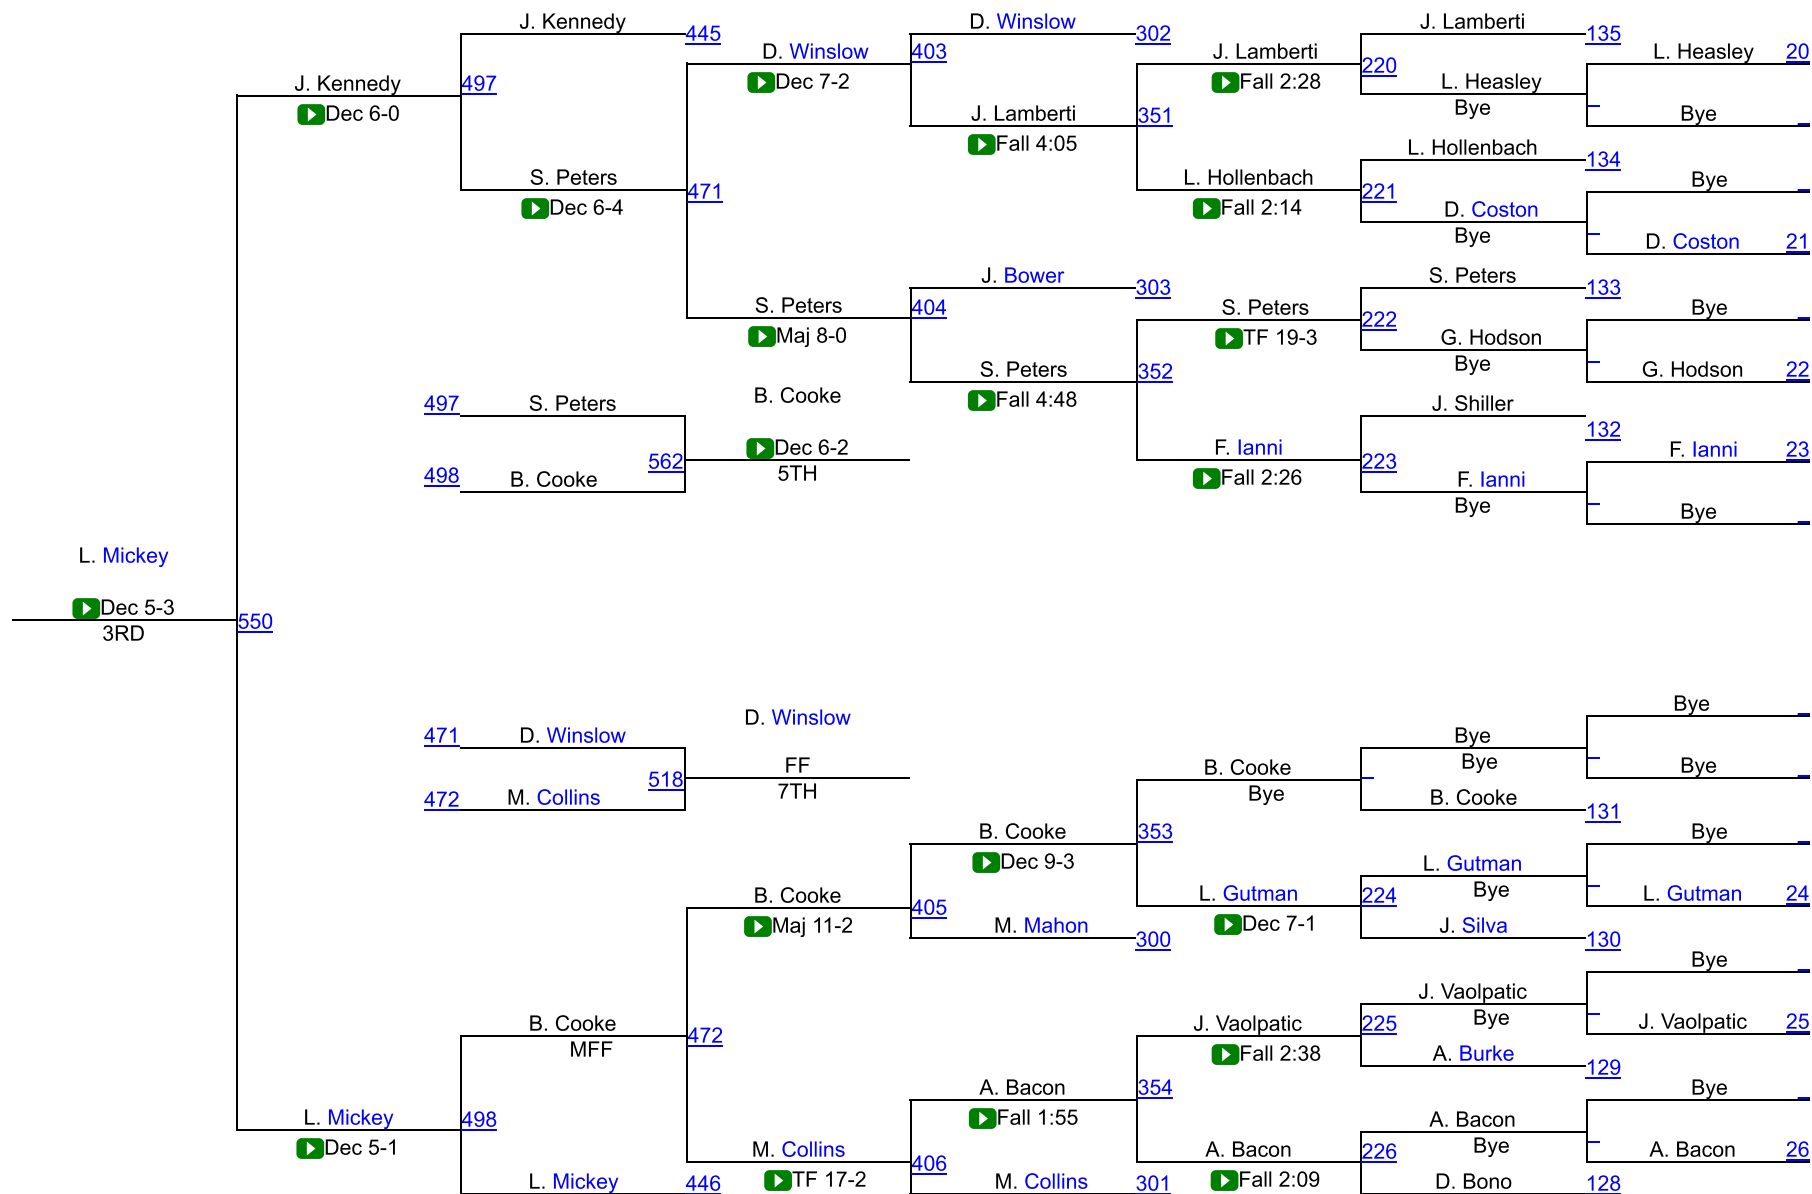 J. Kennedy
445
D. Winslow
302
J. Lamberti
135
D. Winslow
403
J. Lamberti
220
L. Heasley
20
J. Kennedy
497
Dec 7-2
Fall 2:28
L. Heasley
Bye
Dec 6-0
J. Lamberti
351
Bye
Fall 4:05
L. Hollenbach
134
S. Peters
471
L. Hollenbach
221
Bye
Dec 6-4
Fall 2:14
D. Coston
Bye
D. Coston
21
J. Bower
303
S. Peters
133
S. Peters
404
S. Peters
222
Bye
Maj 8-0
TF 19-3
G. Hodson
Bye
S. Peters
352
G. Hodson
22
Fall 4:48
497
S. Peters
B. Cooke
J. Shiller
132
562
Dec 6-2
5TH
F. Ianni
223
F. Ianni
23
498
B. Cooke
Fall 2:26
F. Ianni
Bye
Bye
L. Mickey
Dec 5-3
3RD
550
Bye
471
D. Winslow
D. Winslow
Bye
Bye
518
FF
7TH
B. Cooke
Bye
Bye
472
M. Collins
B. Cooke
131
B. Cooke
353
Bye
Dec 9-3
L. Gutman
Bye
B. Cooke
405
L. Gutman
224
L. Gutman
24
Maj 11-2
M. Mahon
300
Dec 7-1
J. Silva
130
Bye
J. Vaolpatic
Bye
B. Cooke
472
J. Vaolpatic
225
J. Vaolpatic
25
MFF
Fall 2:38
A. Burke
129
A. Bacon
354
Bye
L. Mickey
498
Fall 1:55
A. Bacon
Bye
Dec 5-1
M. Collins
406
A. Bacon
226
A. Bacon
26
L. Mickey
446
TF 17-2
M. Collins
301
Fall 2:09
D. Bono
128